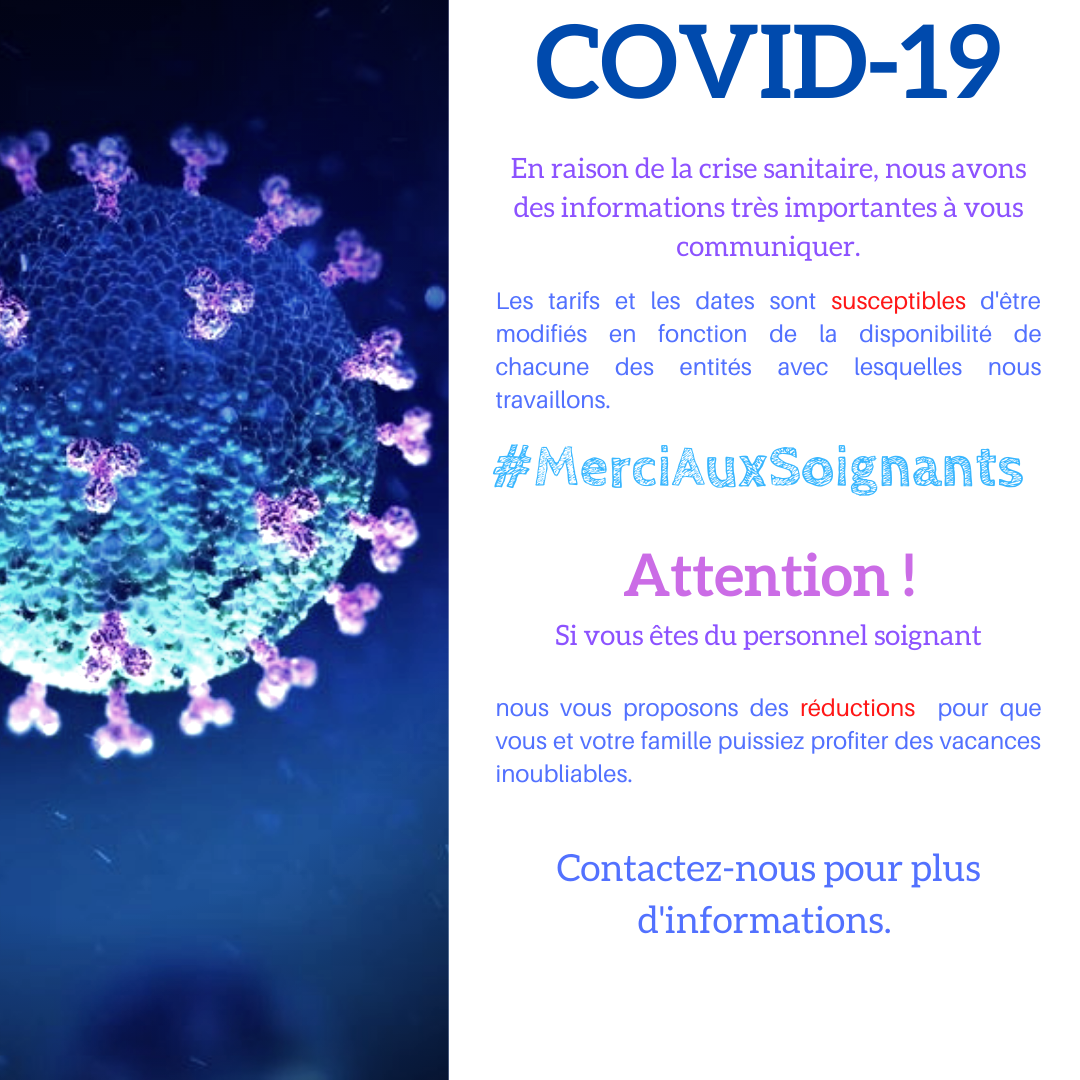 COVID-19
En raison de la crise sanitaire, nous avons
des informations très importantes à vous
communiquer.
Les tarifs et les dates sont susceptibles d'être
modifiés en fonction de la disponibilité de
chacune des entités avec lesquelles nous
travaillons.
#MerciAuxSoignants
Attention !
Si vous êtes du personnel soignant
nous vous proposons des réductions pour que
vous et votre famille puissiez profiter des vacances
inoubliables.
Contactez-nous pour plus
d'informations.